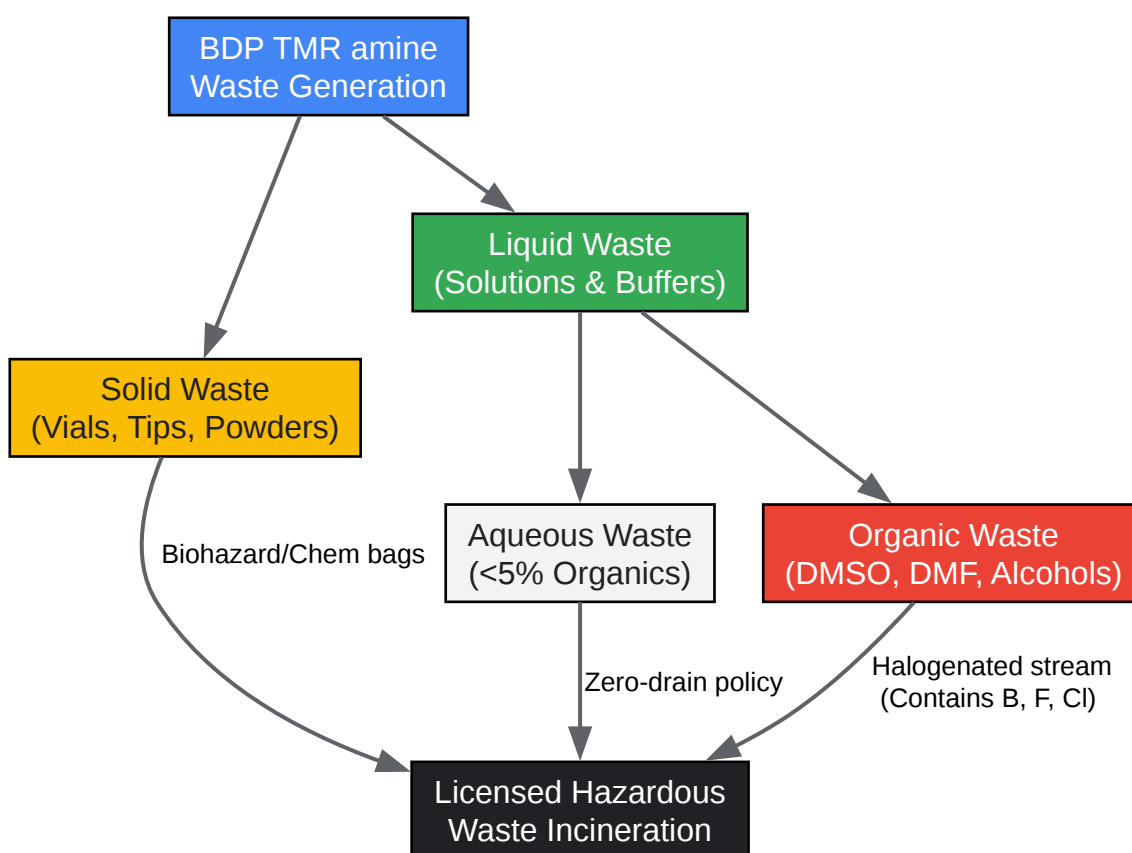 BDP TMR amine
Waste Generation
Liquid Waste
(Solutions & Buffers)
Solid Waste
(Vials, Tips, Powders)
Biohazard/Chem bags
Aqueous Waste
(<5% Organics)
Organic Waste
(DMSO, DMF, Alcohols)
Zero-drain policy
Halogenated stream
(Contains B, F, Cl)
Licensed Hazardous
Waste Incineration